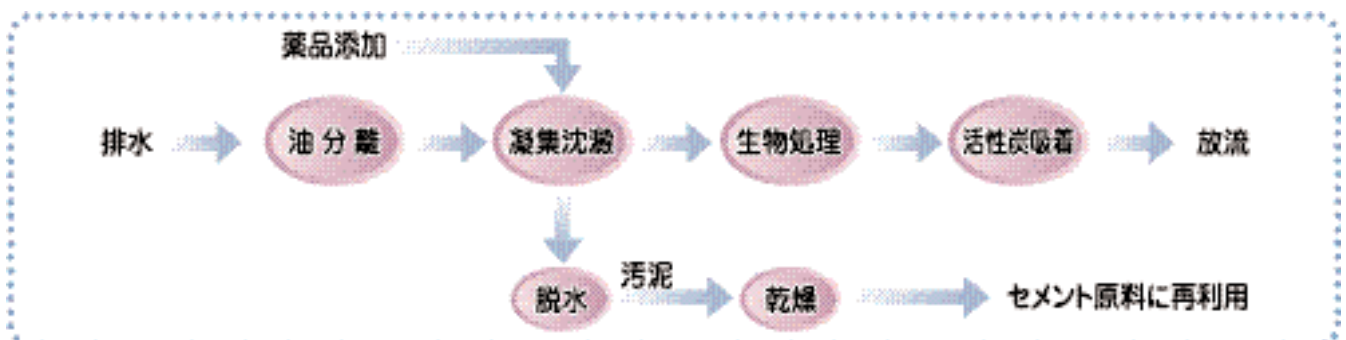 薬品添加
排水 油分離 凝集沈澱 生物処理 活性炭吸着 放流
汚泥
脱水 乾燥 セメント原料に再利用